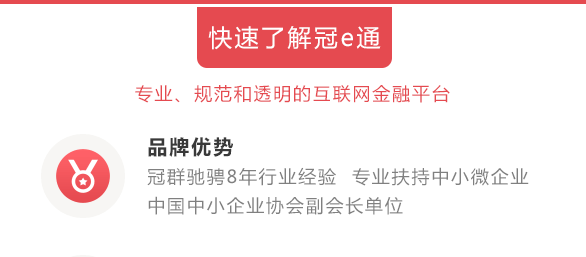 快速了解冠e通
专业、规范和透明的互联网金融平台
品牌优势
冠群驰骋8年行业经验 专业扶持中小微企业
中国中小企业协会副会长单位